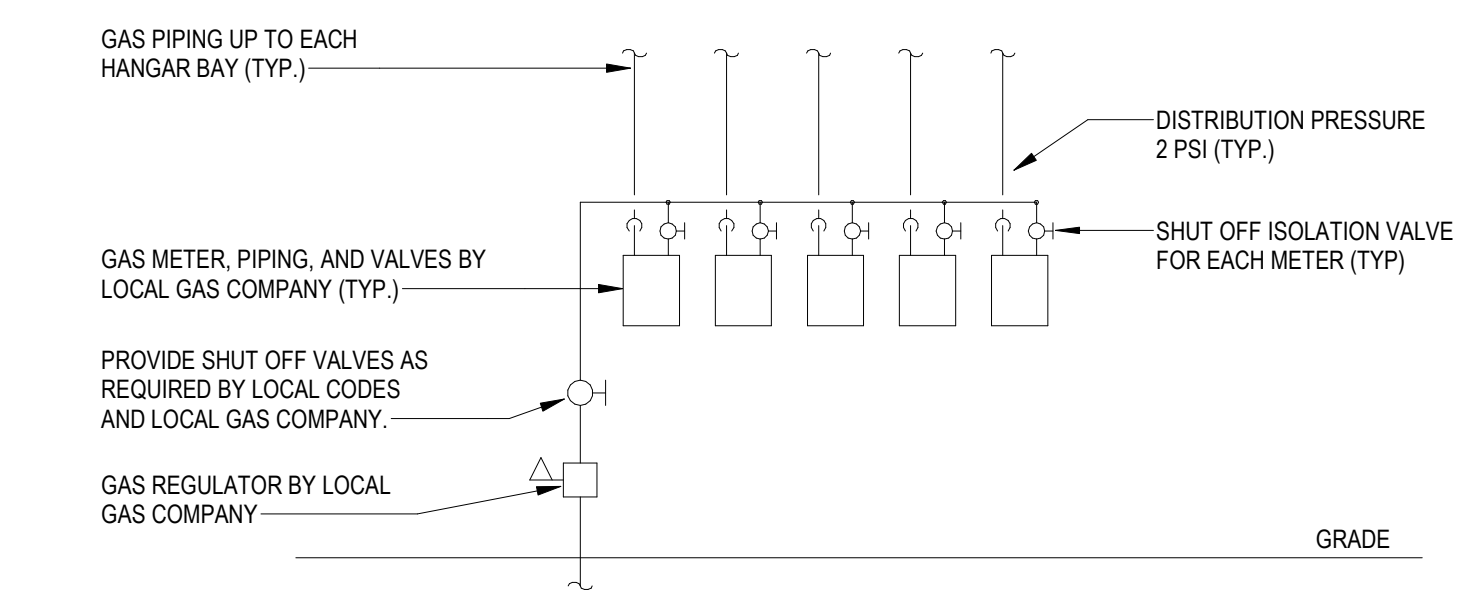 GAS PIPING UP TO EACH
HANGAR BAY (TYP.)
DISTRIBUTION PRESSURE
2 PSI (TYP.)
SHUT OFF ISOLATION VALVE
FOR EACH METER (TYP)
GAS METER, PIPING, AND VALVES BY
LOCAL GAS COMPANY (TYP.)
PROVIDE SHUT OFF VALVES AS
REQUIRED BY LOCAL CODES
AND LOCAL GAS COMPANY.
GAS REGULATOR BY LOCAL
GAS COMPANY
GRADE